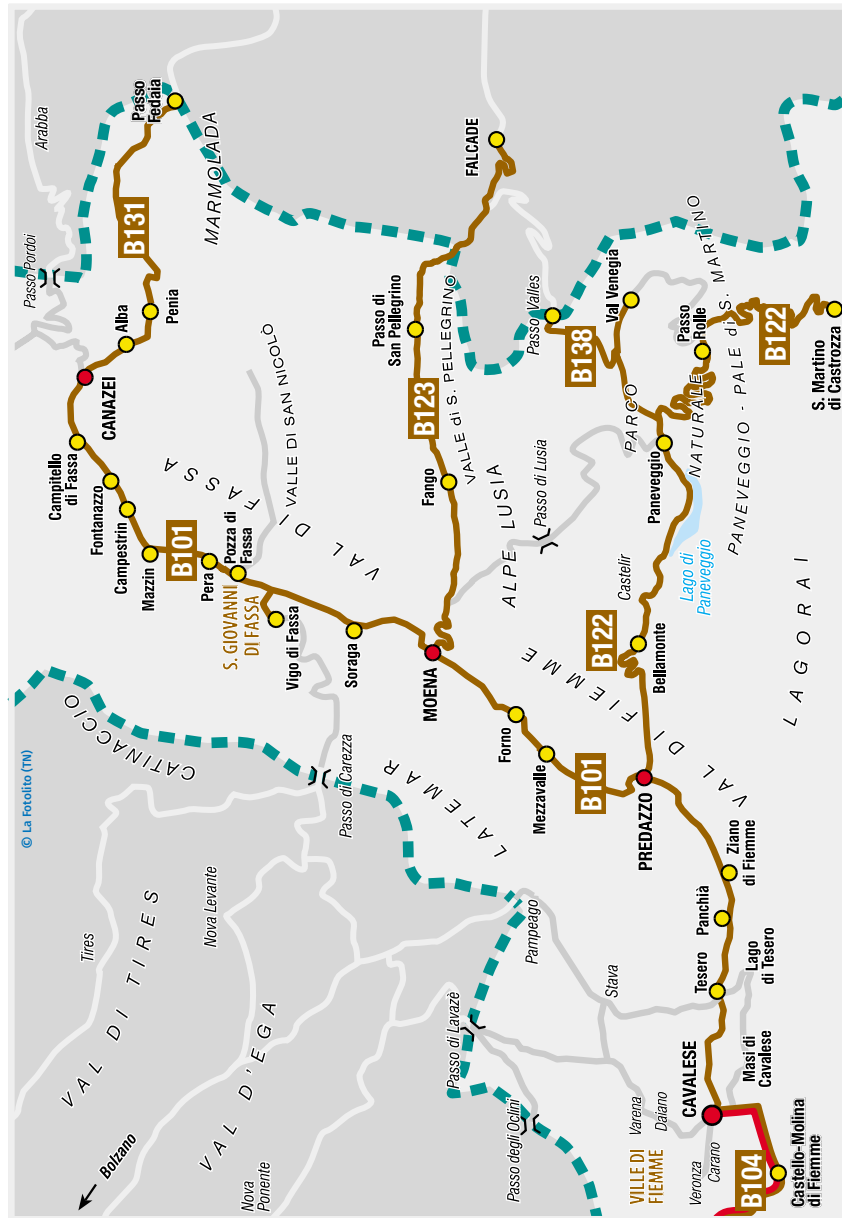 © La Fotolito (TN)
Bolzano
VAL DI TIRES
Tires
Arabba
Passo Pordoi
CATINACCIO
Campitello
di Fassa
CANAZEI
Fontanazzo
Campestrin
Alba
Penia
B131
Passo
Fedaia
MARMOLADA
Mazzin
B101
Pera
Pozza di
Fassa
S. GIOVANNI
DI FASSA
Vigo di Fassa
VAL DI FASSA
VALLE DI SAN NICOLÒ
Nova Levante
VAL D'EGA
Nova
Ponente
Passo di Carezza
Soraga
LATEMAR
MOENA
Fango
B123
Passo di
San Pellegrino
VALLE di S. PELLEGRINO
FALCADE
Passo di Lavazè
Passo degli Oclini
Pampeago
Forno
Mezzavalle
B101
ALPE LUSIA
Passo di Lusia
Passo Valles
B138
Val Venegia
Stava
VAL DI FIEMME
B122
Castelir
Bellamonte
PREDAZZO
Paneveggio
Lago di
Paneveggio
PARCO
NATURALE
PANEVEGGIO - PALE di S. MARTINO
Passo
Rolle
B122
S. Martino
di Castrozza
VILLE DI
FIEMME
Varena
Daiano
Veronza
Carano
CAVALESE
Tesero
Panchià
Ziano
di Fiemme
Masi di
Cavalese
Lago
di Tesero
LAGORAI
B104
Castello-Molina
di Fiemme